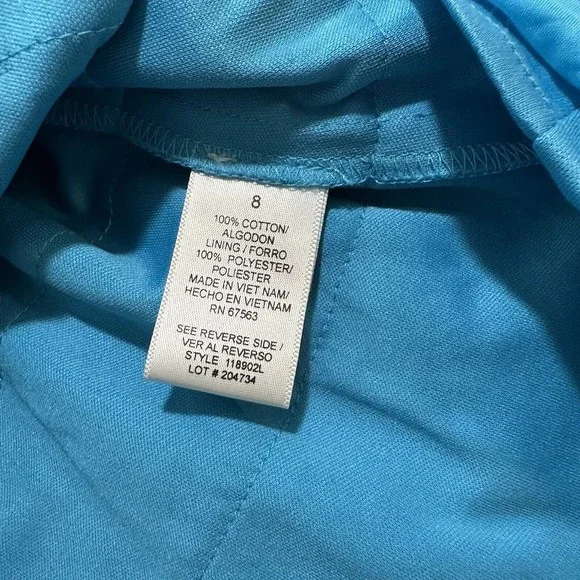 8
100% COTTON/
ALGODON
LINING / FORRO
100% POLYESTER/
POLIESTER
MADE IN VIET NAM/
HECHO EN VIETNAM
RN 67563
SEE REVERSE SIDE /
VER AL REVERSO
STYLE 118902L
LOT # 204734